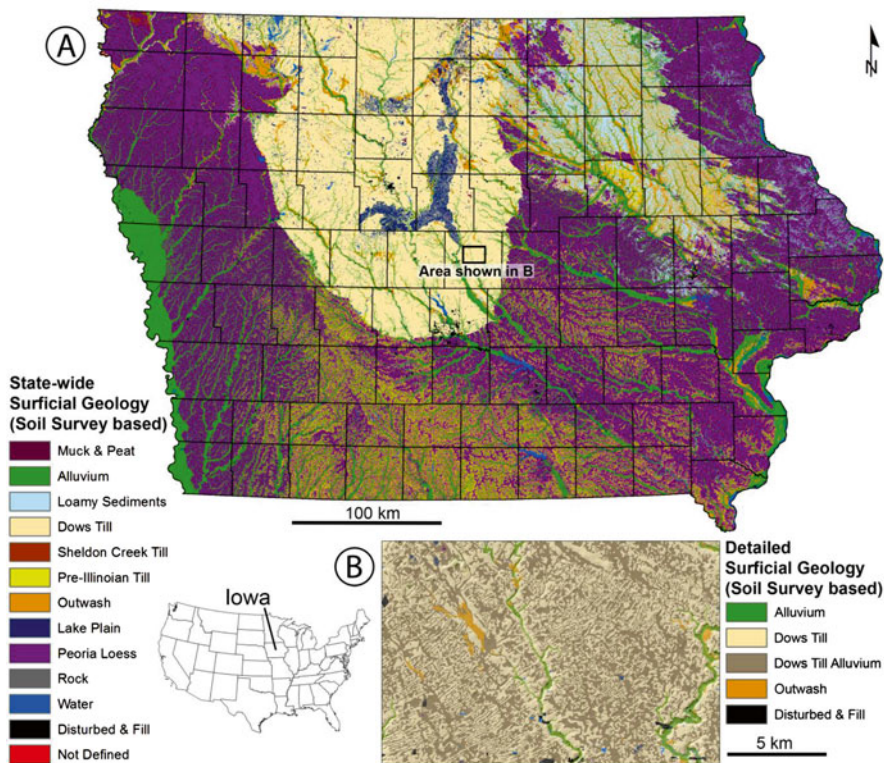 A
N
Area shown in B
State-wide
Surficial Geology
(Soil Survey based)
Muck & Peat
Alluvium
Loamy Sediments
Dows Till
Sheldon Creek Till
Pre-Illinoian Till
Outwash
Lake Plain
Peoria Loess
Rock
Water
Disturbed & Fill
Not Defined
100 km
Iowa
B
Detailed
Surficial Geology
(Soil Survey based)
Alluvium
Dows Till
Dows Till Alluvium
Outwash
Disturbed & Fill
5 km